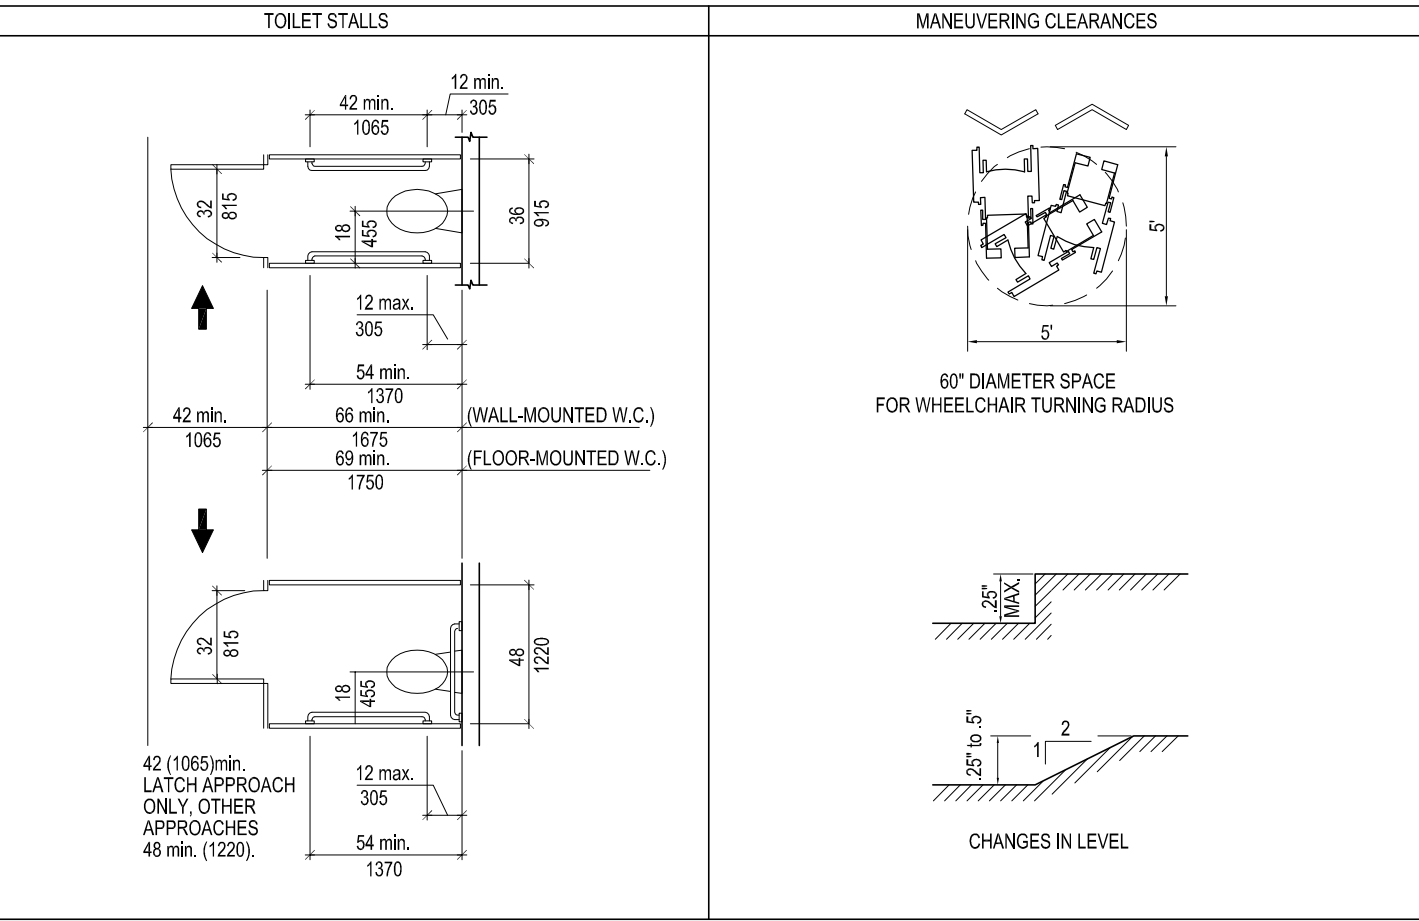 TOILET STALLS
MANEUVERING CLEARANCES
12 min.
305
42 min.
1065
32
815
18
455
36
915
12 max.
305
54 min.
1370
42 min.
1065
66 min.
1675
(WALL-MOUNTED W.C.)
69 min.
1750
(FLOOR-MOUNTED W.C.)
32
815
18
455
48
1220
42 (1065)min.
LATCH APPROACH
ONLY, OTHER
APPROACHES
48 min. (1220).
12 max.
305
54 min.
1370
5'
5'
60" DIAMETER SPACE
FOR WHEELCHAIR TURNING RADIUS
.25"
MAX.
.25" to .5"
1
2
CHANGES IN LEVEL